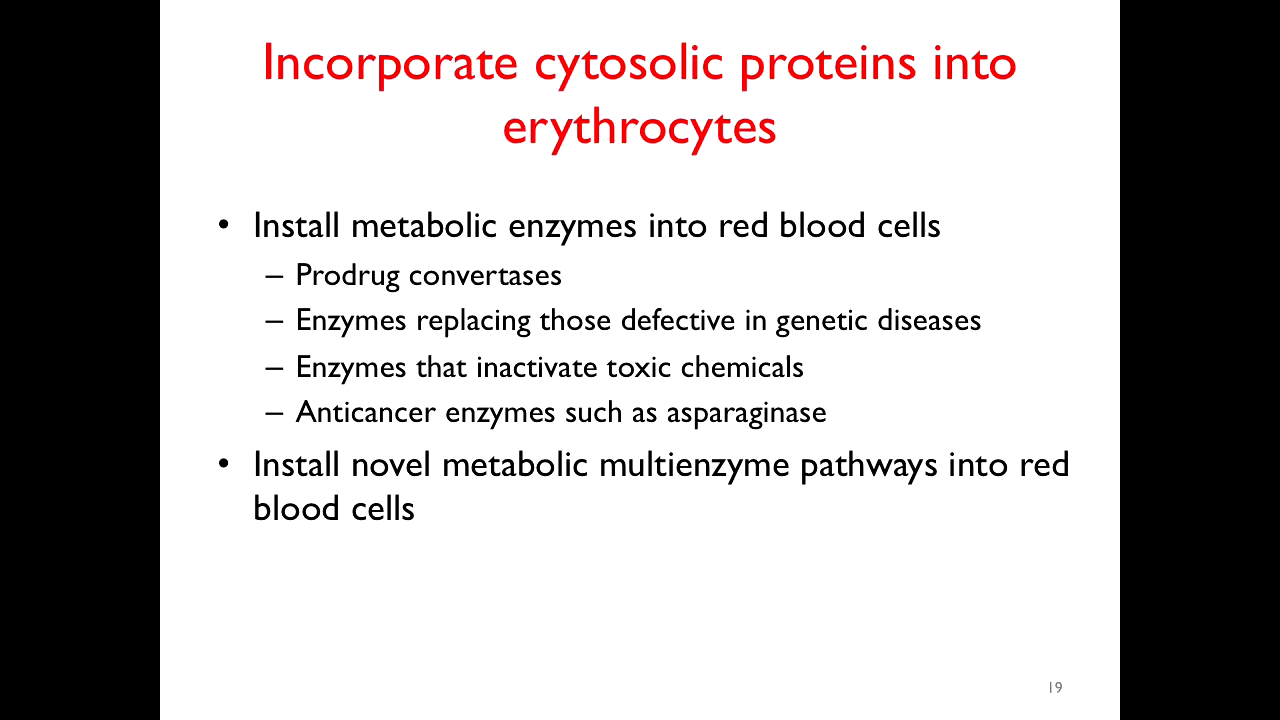 Incorporate cytosolic proteins into
erythrocytes
• Install metabolic enzymes into red blood cells
– Prodrug convertases
– Enzymes replacing those defective in genetic diseases
– Enzymes that inactivate toxic chemicals
– Anticancer enzymes such as asparaginase
• Install novel metabolic multienzyme pathways into red
blood cells
19